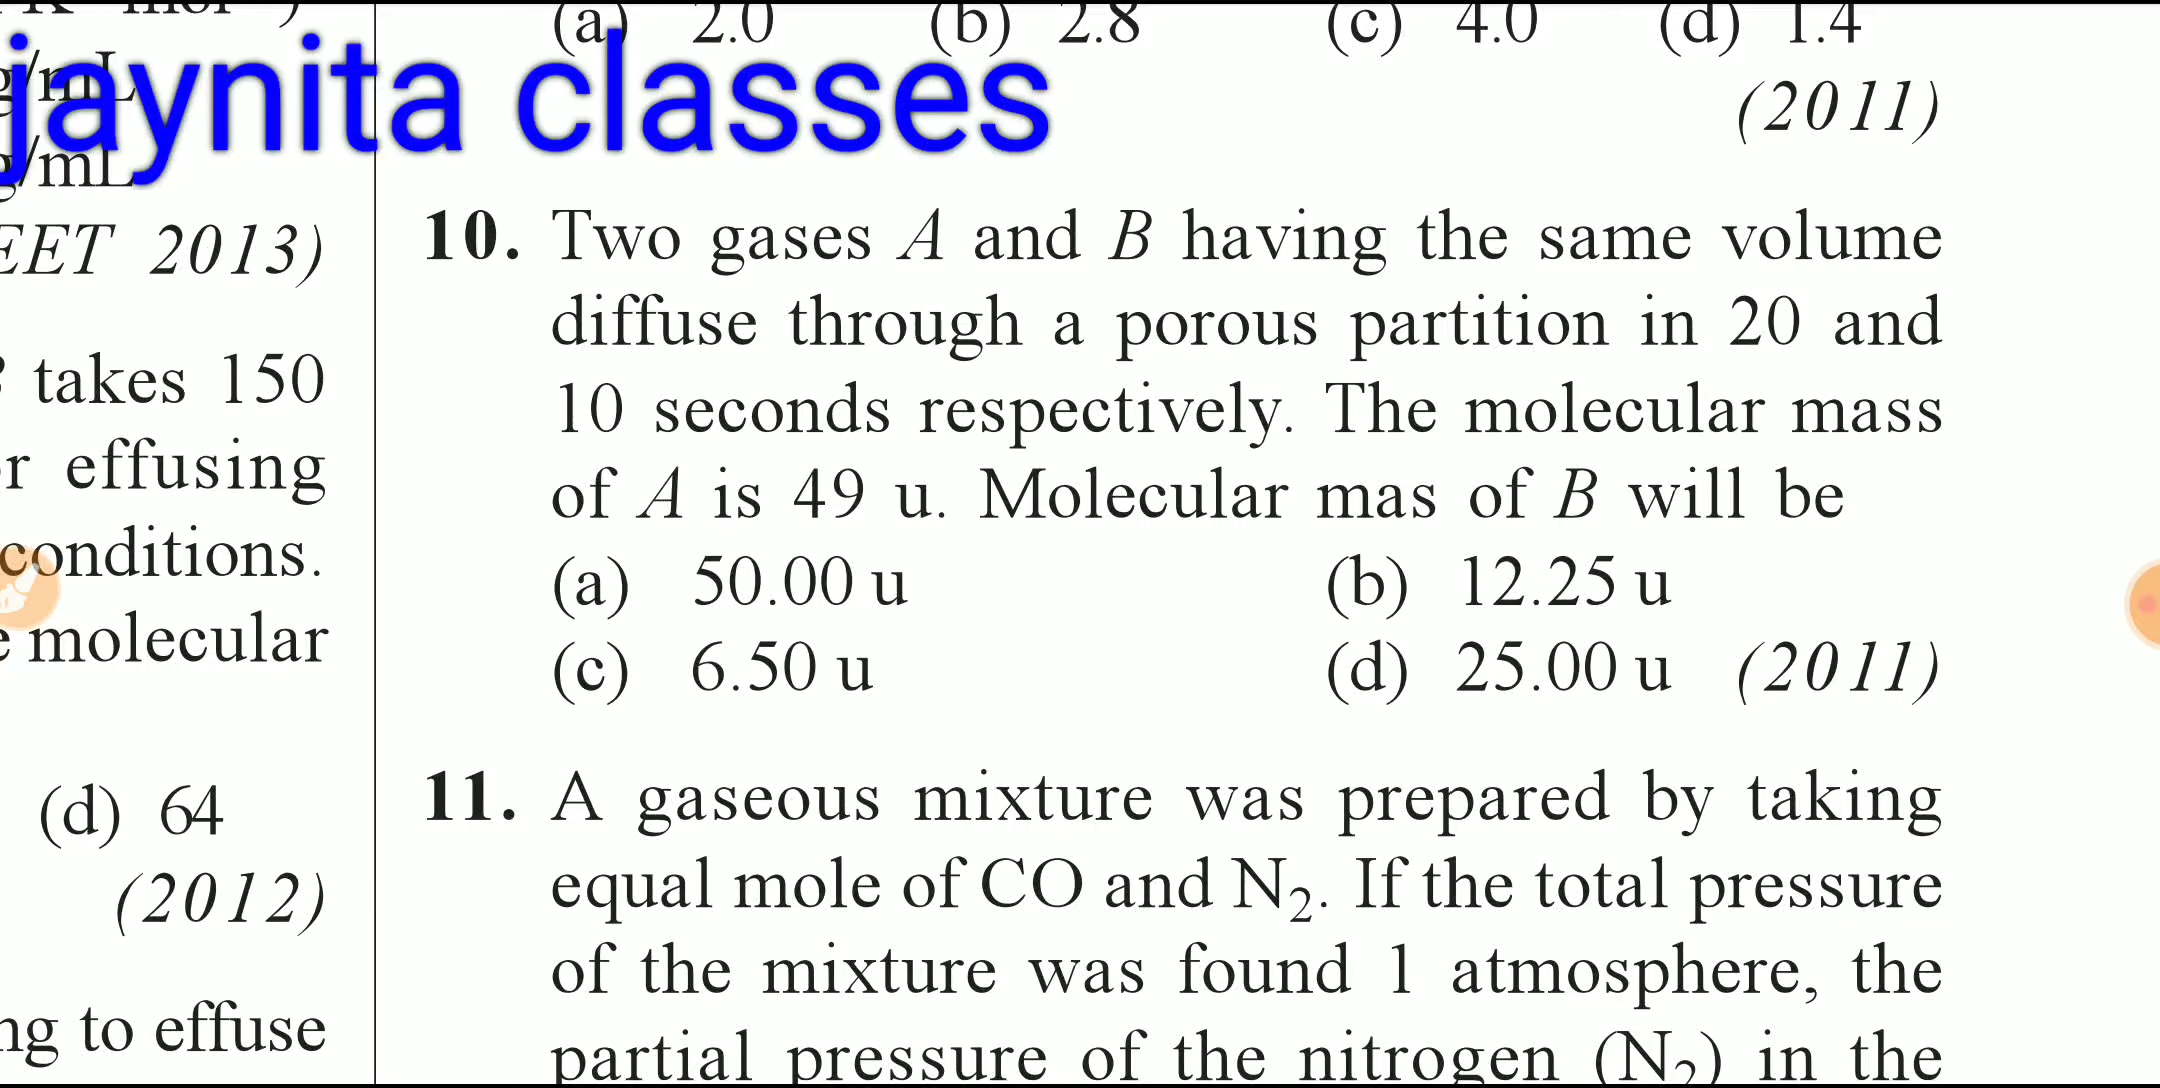 jaynita classes
g/mL
g/mL
2013)
takes 150
effusing
conditions.
molecular
(d) 64
(2012)
to effuse
(a) 2.0 (b) 2.8 (c) 4.0 (d) 1.4
(2011)
10. Two gases A and B having the same volume
diffuse through a porous partition in 20 and
10 seconds respectively. The molecular mass
of A is 49 u. Molecular mas of B will be
(a) 50.00 u (b) 12.25 u
(c) 6.50 u (d) 25.00 u (2011)
11. A gaseous mixture was prepared by taking
equal mole of CO and N₂. If the total pressure
of the mixture was found 1 atmosphere, the
partial pressure of the nitrogen (N₂) in the